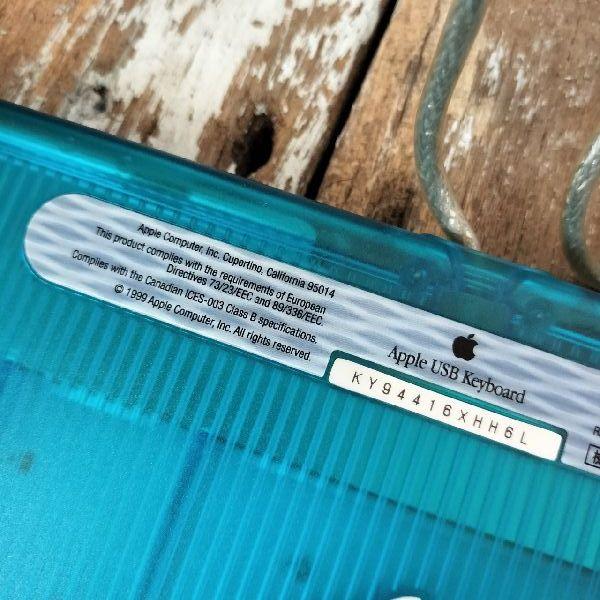 Apple Computer, Inc. Cupertino, California 95014
This product complies with the requirements of European
Directives 73/23/EEC and 89/336/EEC.
Complies with the Canadian ICES-003 Class B specifications.
© 1999 Apple Computer, Inc. All rights reserved.
Apple USB Keyboard
KY94416XHH6L